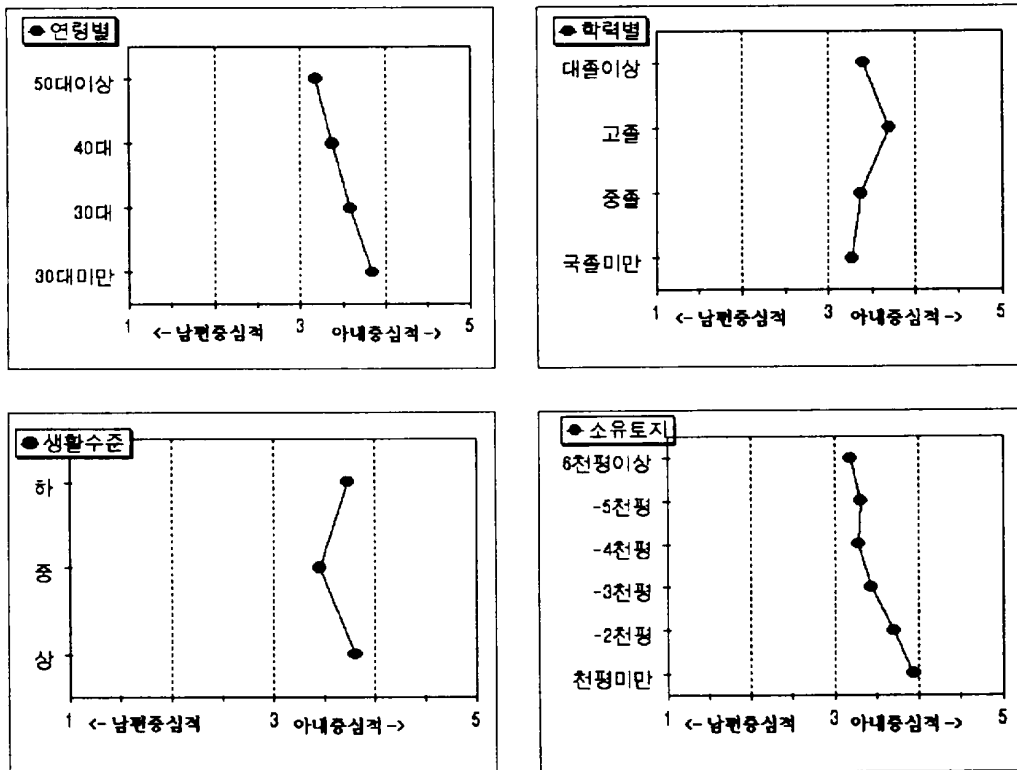 연령별
50대이상
40대
30대
30대미만
1 <-남편중심적 3 아내중심적-> 5
학력별
대졸이상
고졸
중졸
국졸미만
1 <-남편중심적 3 아내중심적-> 5
생활수준
하
중
상
1 <-남편중심적 3 아내중심적-> 5
소유토지
6천평이상
-5천평
-4천평
-3천평
-2천평
천평미만
1 <-남편중심적 3 아내중심적-> 5